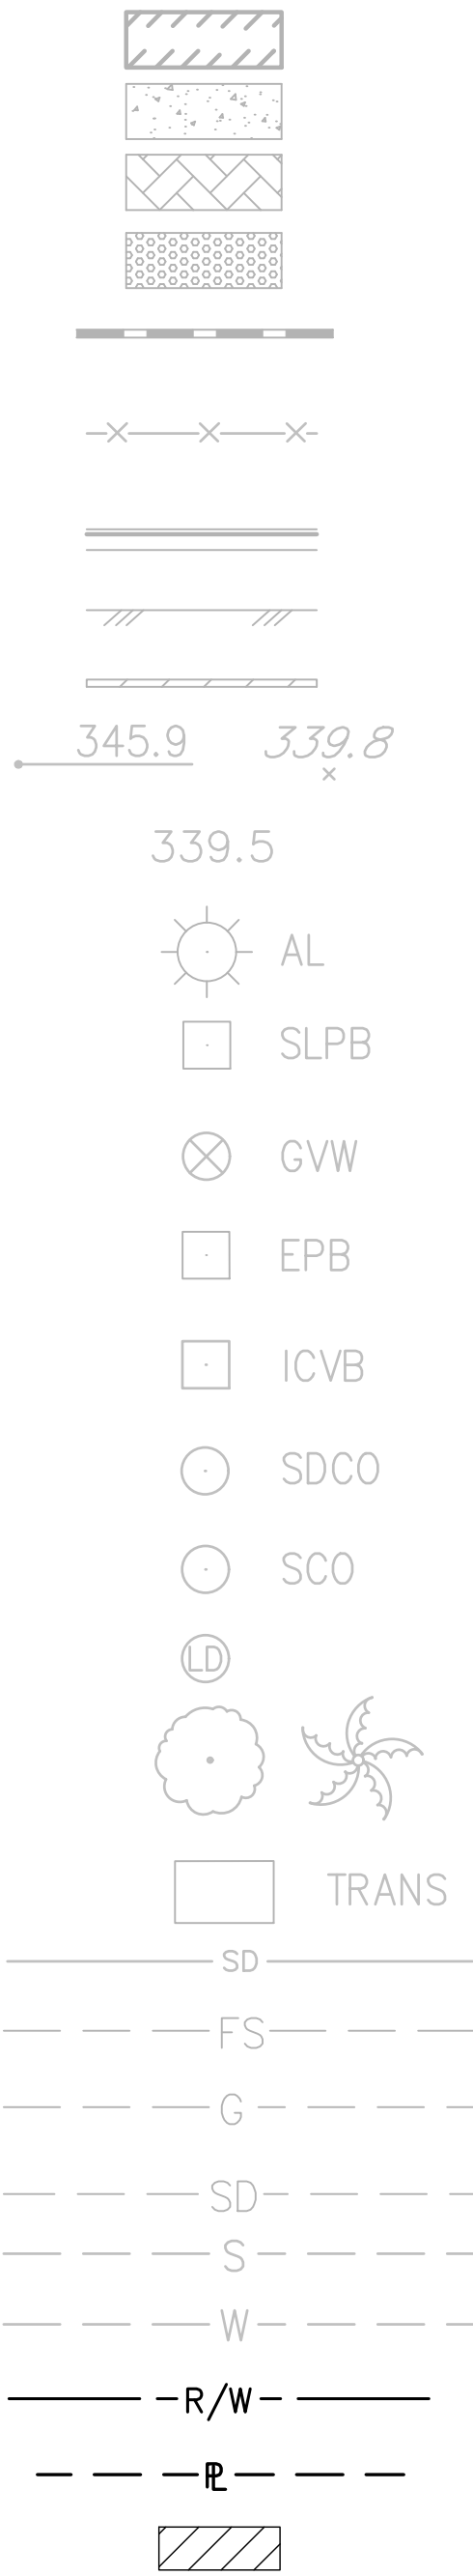 345.9 339.8
339.5
AL
SLPB
GVW
EPB
ICVB
SDCO
SCO
LD
TRANS
SD
FS
G
SD
S
W
R/W
PL